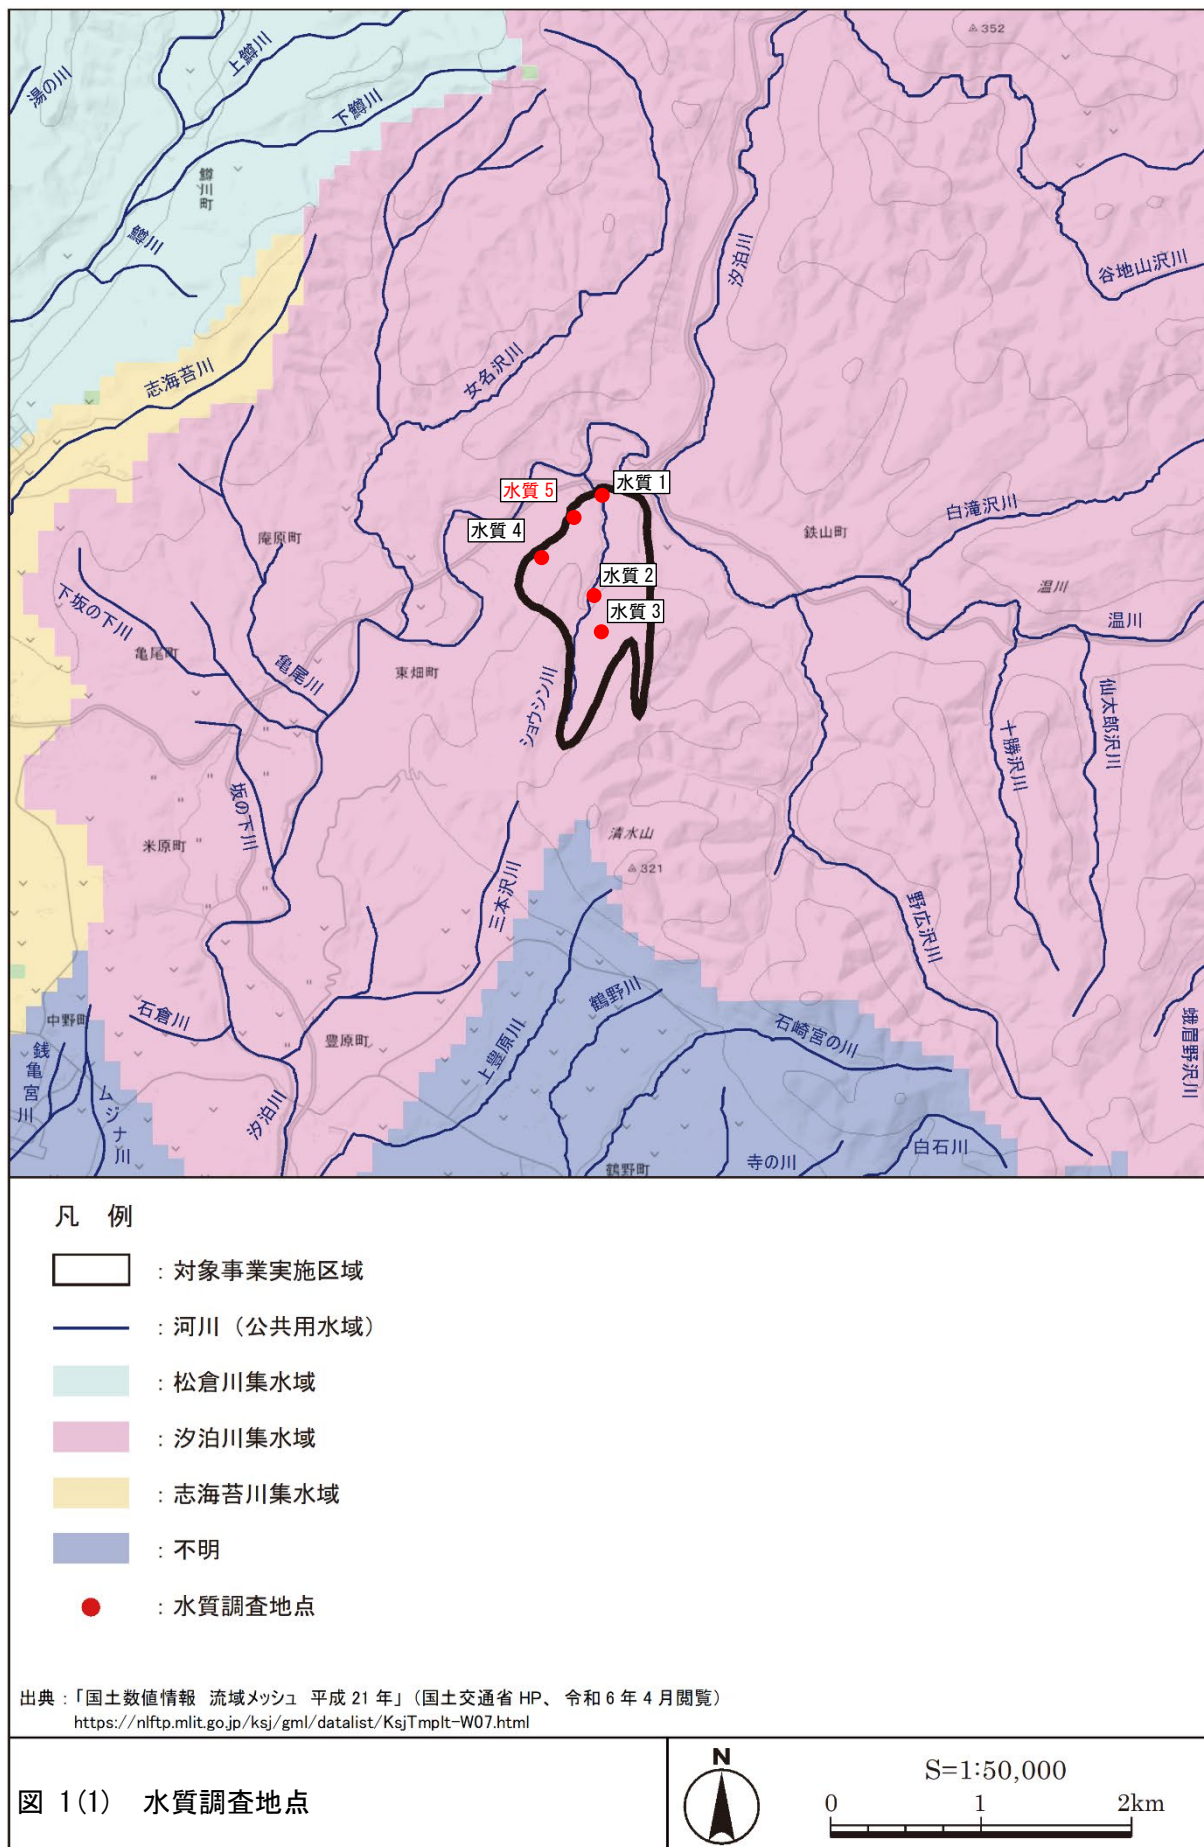 352
上鱒川
湯の川
下鱒川
鱒川町
鱒川
汐泊川
谷地山沢川
志海苔川
女名沢川
水質 5
水質 1
水質 4
白滝沢川
庵原町
鉄山町
水質 2
温川
下坂の下川
水質 3
温川
亀尾町
亀尾川
東畑町
ショウシン川
仙太郎沢川
十勝沢川
坂の下川
米原町
清水山
321
三本沢川
野広沢川
鶴野川
石倉川
中野町
豊原町
上豊原川
石崎宮の川
蛾眉野沢川
銭亀宮川
ムジナ川
汐泊川
鶴野町
寺の川
白石川
凡 例
：対象事業実施区域
：河川（公共用水域）
：松倉川集水域
：汐泊川集水域
：志海苔川集水域
：不明
：水質調査地点
出典：「国土数値情報 流域メッシュ 平成 21 年」（国土交通省 HP、令和 6 年 4 月閲覧）
https://nlftp.mlit.go.jp/ksj/gml/datalist/KsjTmplt-W07.html
図 1(1) 水質調査地点
N
S=1:50,000
0 1 2km